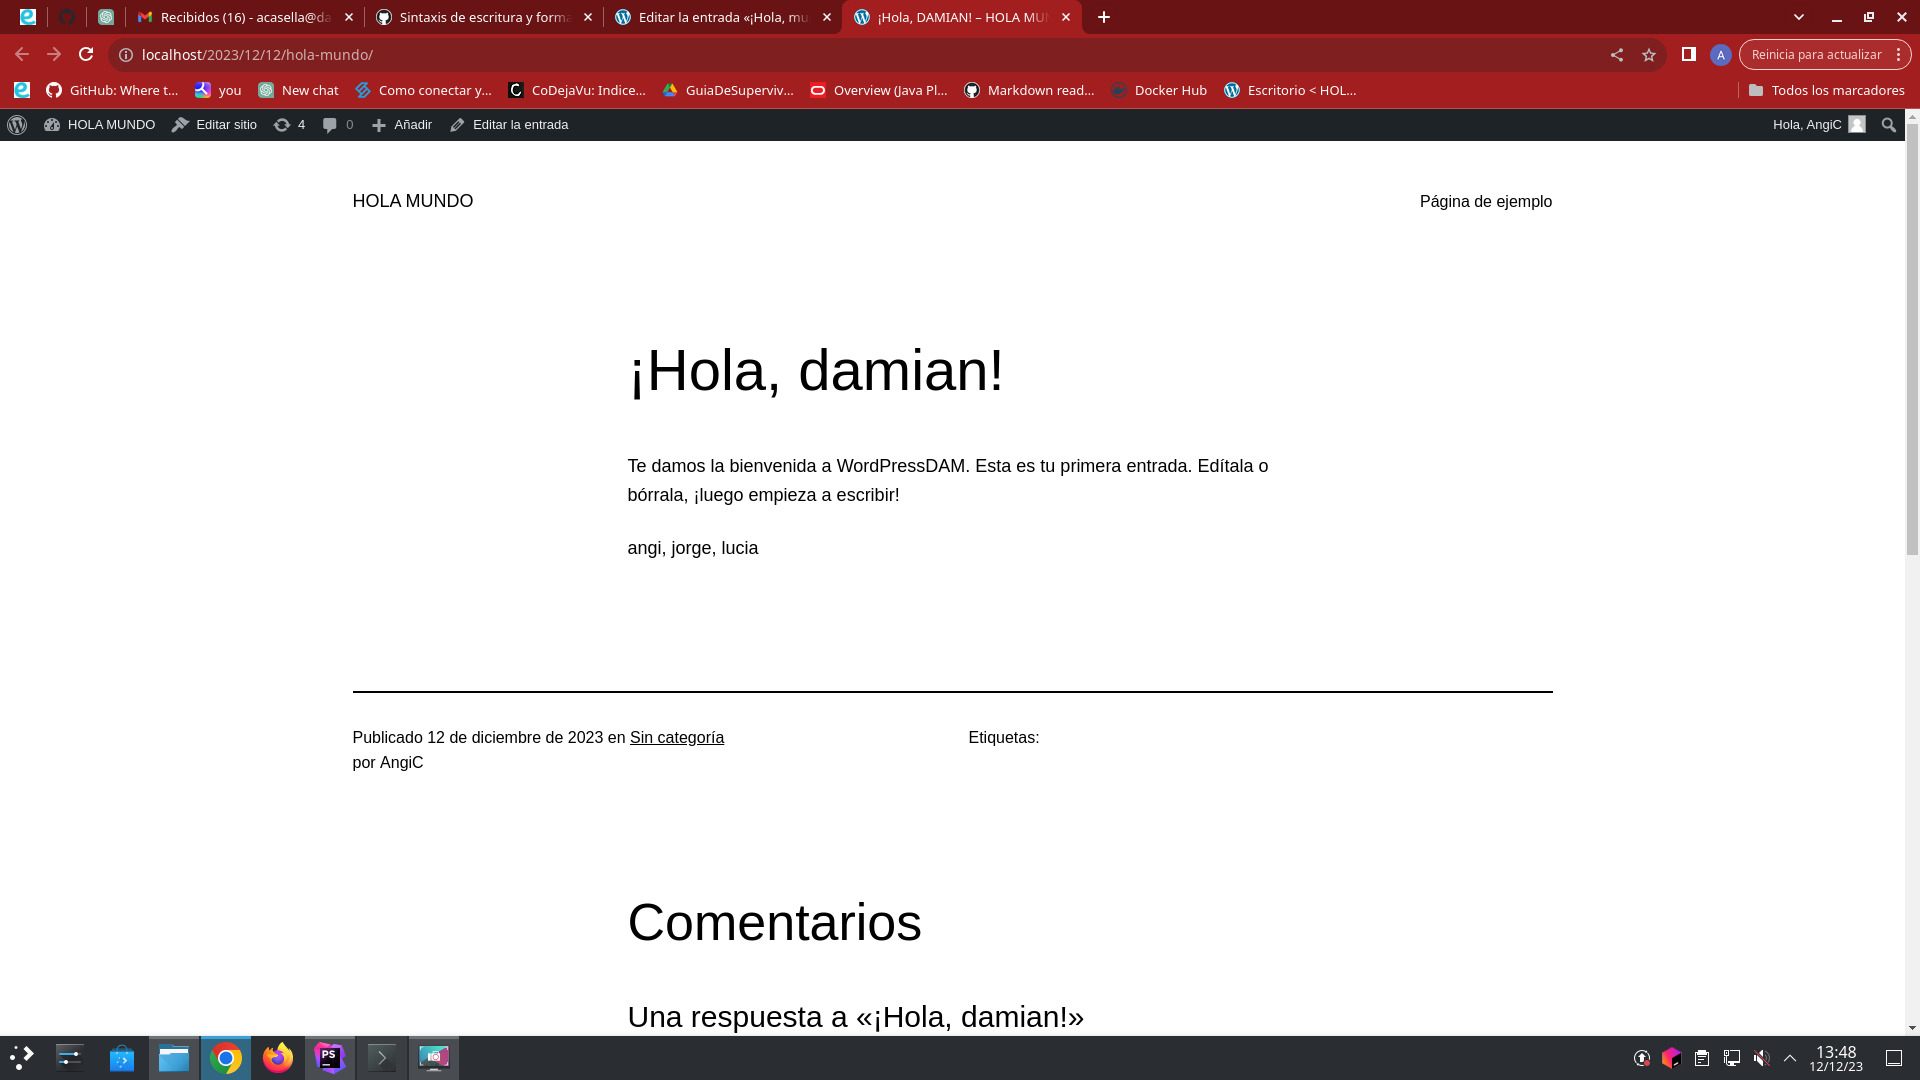 Recibidos (16) - acasella@da
Sintaxis de escritura y forma
Editar la entrada «¡Hola, mu
¡Hola, DAMIAN! – HOLA MU
localhost/2023/12/12/hola-mundo/
A
Reinicia para actualizar
GitHub: Where t...
you
New chat
Como conectar y...
CoDejaVu: Indice...
GuiaDeSuperviv...
Overview (Java Pl...
Markdown read...
Docker Hub
Escritorio < HOL...
Todos los marcadores
HOLA MUNDO
Editar sitio
4
0
Añadir
Editar la entrada
Hola, AngiC
HOLA MUNDO
Página de ejemplo
¡Hola, damian!
Te damos la bienvenida a WordPressDAM. Esta es tu primera entrada. Edítala o
bórrala, ¡luego empieza a escribir!
angi, jorge, lucia
Publicado 12 de diciembre de 2023 en Sin categoría
por AngiC
Etiquetas:
Comentarios
Una respuesta a «¡Hola, damian!»
PS
13:48
12/12/23